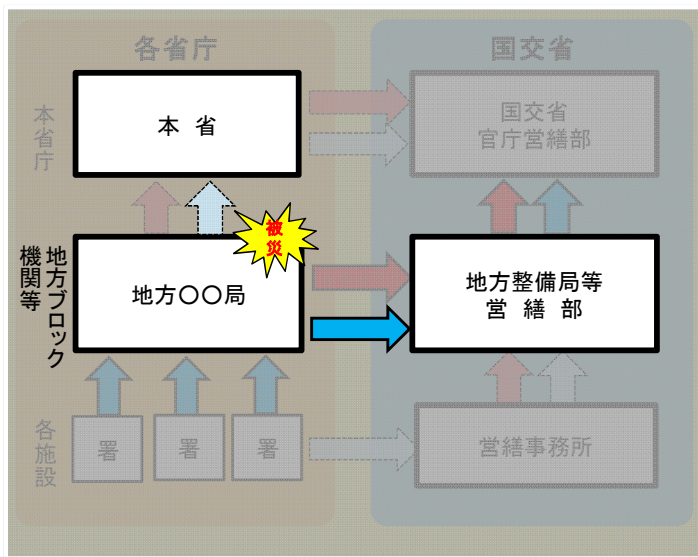 各省庁
国交省
本省庁
本 省
国交省
官庁営繕部
被
災
地方ブロック
機関等
地方〇〇局
地方整備局等
営 繕 部
各施設
署
署
署
営繕事務所